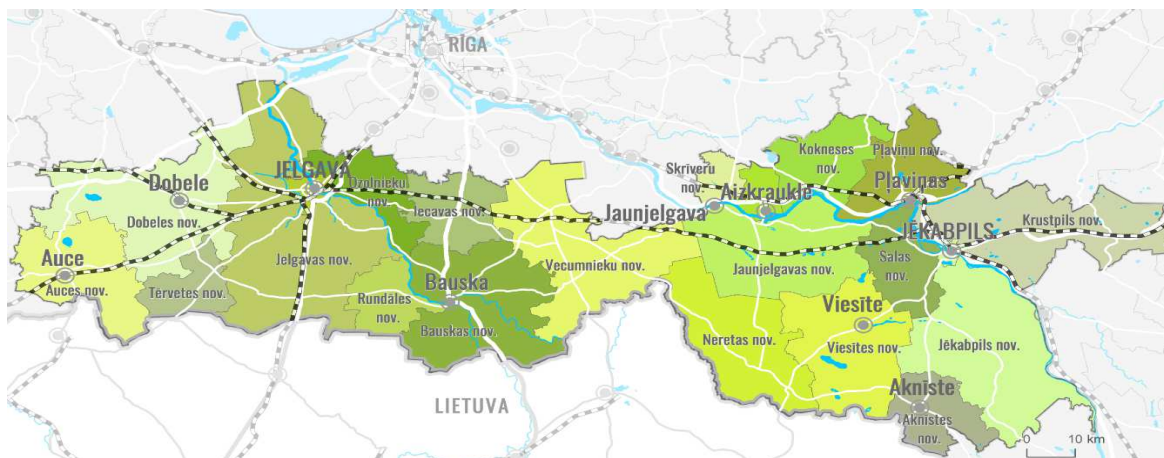 RĪGA
JELGAVA
Dobele
Dobeles nov.
Auce
Auces nov.
Tērvetes nov.
Jelgavas nov.
Ozolnieku
nov.
Iecavas nov.
Bauska
Rundāles
nov.
Bauskas nov.
Vecumnieku nov.
LIETUVA
Skrīveru
nov.
Jaunjelgava
Aizkraukle
Kokneses
nov.
Pļaviņu nov.
Pļaviņas
JĒKABPILS
Krustpils nov.
Jaunjelgavas nov.
Salas
nov.
Viesīte
Viesītes nov.
Neretas nov.
Jēkabpils nov.
Aknīste
Aknīstes
nov.
0 10 km